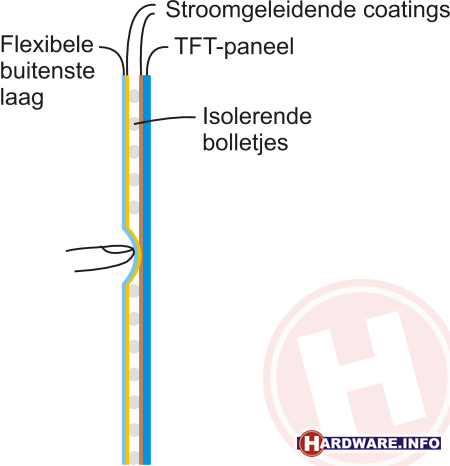 Stroomgeleidende coatings
Flexibele
buitenste
laag
TFT-paneel
Isolerende
bolletjes
H
HARDWARE.INFO